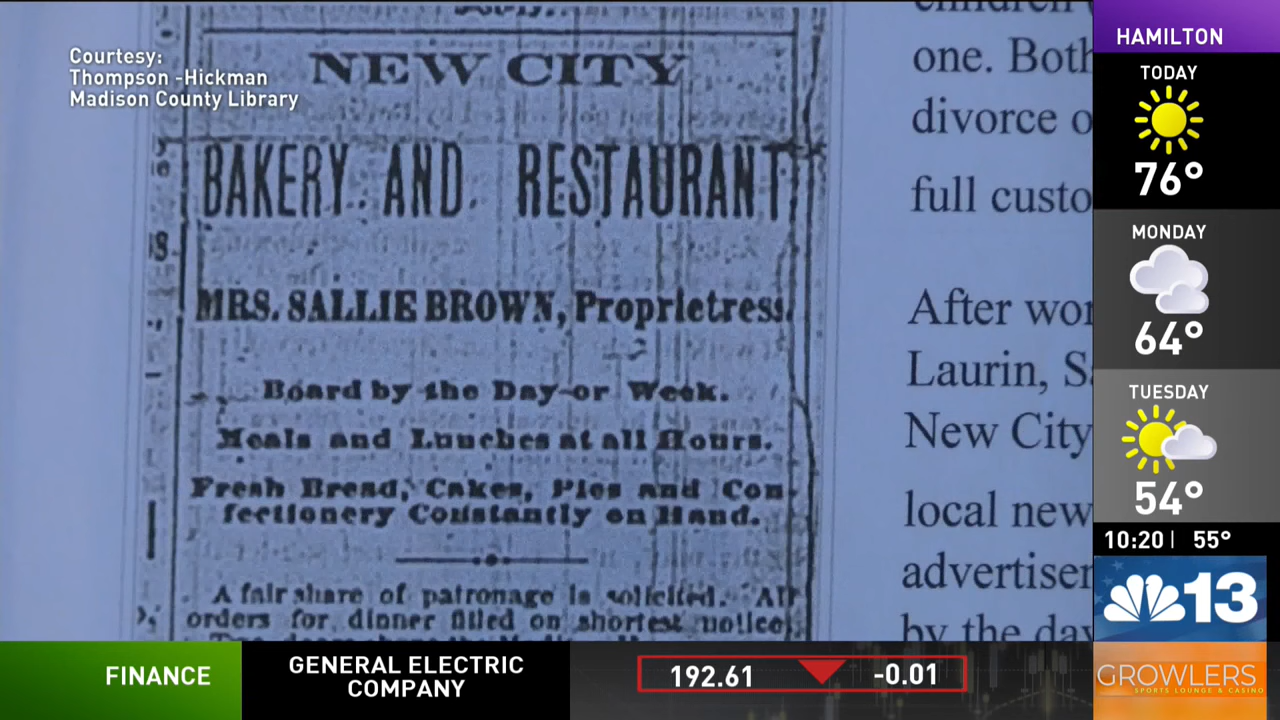 Courtesy:
Thompson -Hickman
Madison County Library
NEW CITY
BAKERY AND RESTAURANT
MRS. SALLIE BROWN, Proprietress.
Board by the Day or Week.
Meals and Lunches at all Hours.
Fresh Bread, Cakes, Pies and Con-
fectionery Constantly on Hand.
A fair share of patronage is solicited. All
orders for dinner filled on shortest notice
children
one. Both
divorce o
full custo
After wor
Laurin, S
New City
local new
advertiser
by the day
HAMILTON
TODAY
76°
MONDAY
64°
TUESDAY
54°
10:20 | 55°
13
GROWLERS
SPORTS LOUNGE & CASINO
FINANCE
GENERAL ELECTRIC
COMPANY
192.61 -0.01